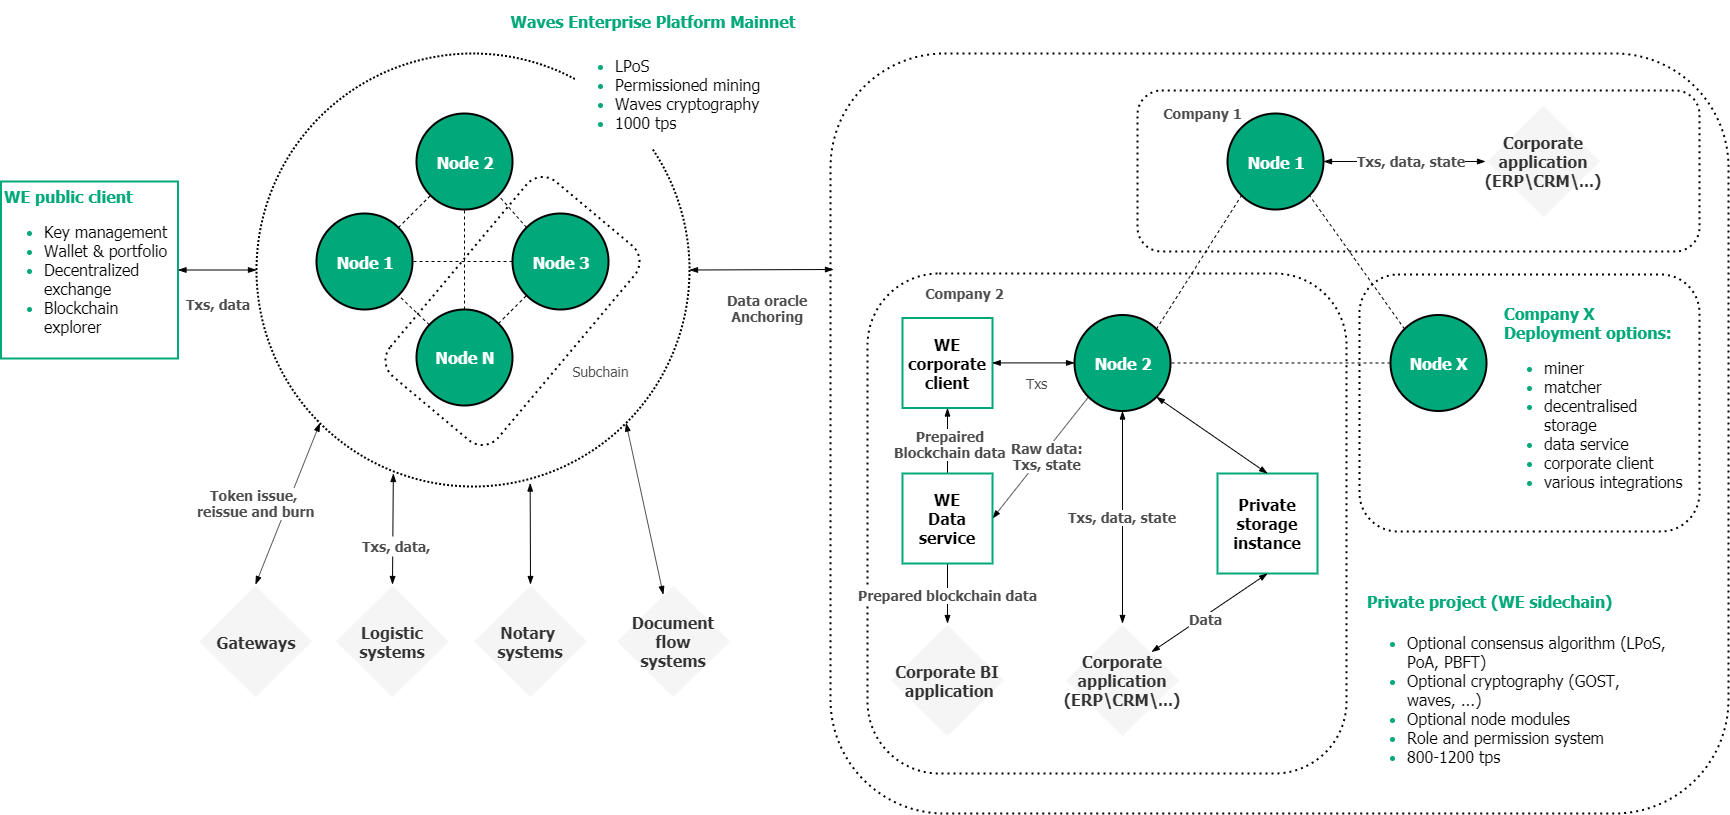 Waves Enterprise Platform Mainnet
LPoS
Permissioned mining
Waves cryptography
1000 tps
WE public client
Key management
Wallet & portfolio
Decentralized
exchange
Blockchain
explorer
Txs, data
Node 2
Node 1
Node 3
Node N
Subchain
Data oracle
Anchoring
Token issue,
reissue and burn
Txs, data,
Gateways
Logistic
systems
Notary
systems
Document
flow
systems
Company 1
Node 1
Txs, data, state
Corporate
application
(ERP\CRM\...)
Company 2
WE
corporate
client
Txs
Node 2
Prepaired
Blockchain data
Raw data:
Txs, state
WE
Data
service
Txs, data, state
Private
storage
instance
Prepared blockchain data
Data
Corporate BI
application
Corporate
application
(ERP\CRM\...)
Node X
Company X
Deployment options:
miner
matcher
decentralised
storage
data service
corporate client
various integrations
Private project (WE sidechain)
Optional consensus algorithm (LPoS,
PoA, PBFT)
Optional cryptography (GOST,
waves, ...)
Optional node modules
Role and permission system
800-1200 tps